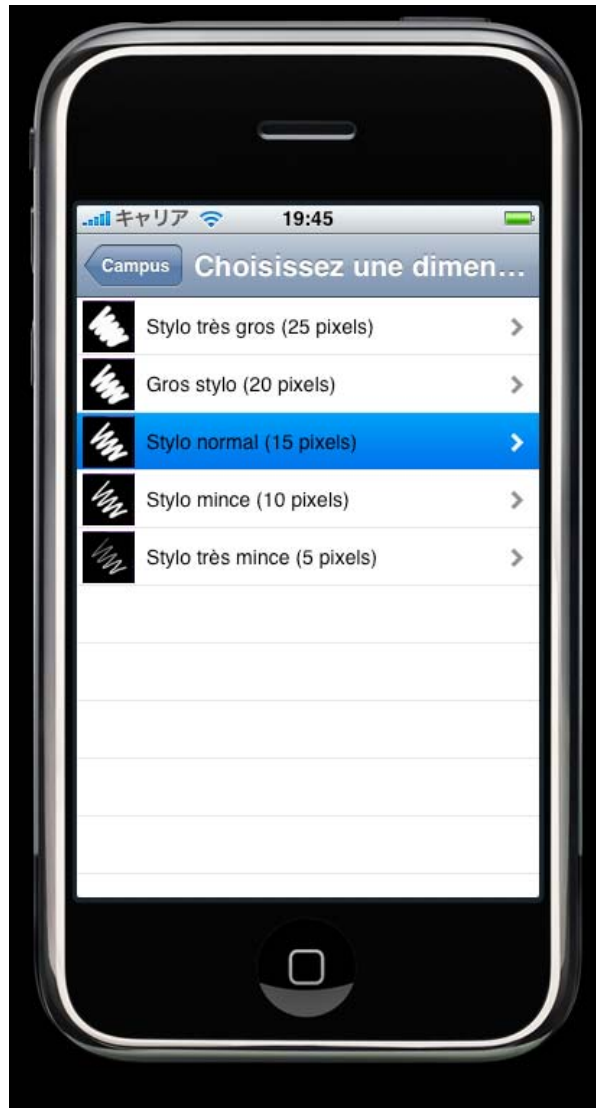 キャリア 19:45
Campus Choisissez une dimen...
Stylo très gros (25 pixels)
Gros stylo (20 pixels)
Stylo normal (15 pixels)
Stylo mince (10 pixels)
Stylo très mince (5 pixels)